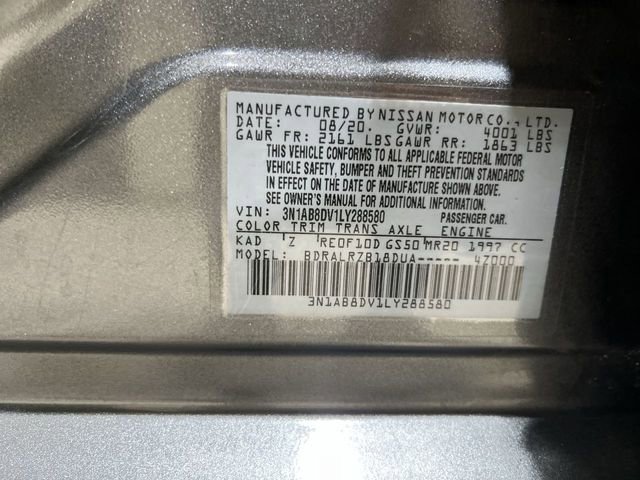 MANUFACTURED BY NISSAN MOTOR CO., LTD.
DATE: 08/20. GVWR: 4001 LBS
GAWR FR: 2161 LBS GAWR RR: 1863 LBS
THIS VEHICLE CONFORMS TO ALL APPLICABLE FEDERAL MOTOR
VEHICLE SAFETY, BUMPER AND THEFT PREVENTION STANDARDS
IN EFFECT ON THE DATE OF MANUFACTURE SHOWN ABOVE.
SEE OWNER'S MANUAL FOR ADDITIONAL INFORMATION
VIN: 3N1AB8DV1LY288580 PASSENGER CAR.
COLOR TRIM TRANS AXLE ENGINE
KAD Z RE0F10D GS50 MR20 1997 CC
MODEL: BDRALRZB18DUA----- 4Z000
3N1AB8DV1LY288580